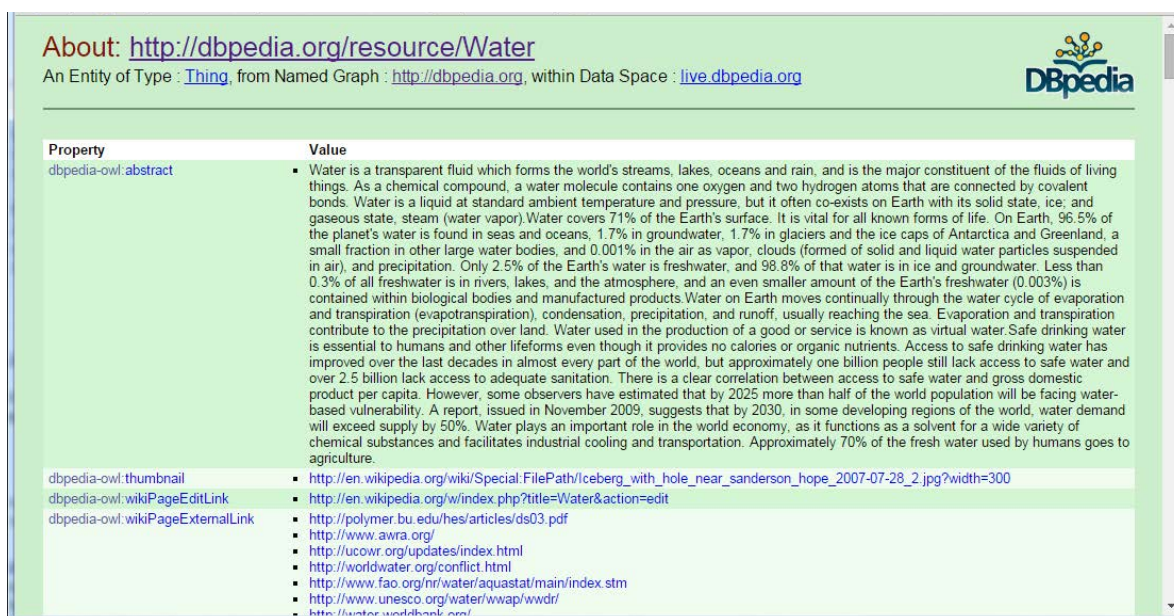 About: http://dbpedia.org/resource/Water
An Entity of Type : Thing, from Named Graph : http://dbpedia.org, within Data Space : live.dbpedia.org
DBpedia
Property Value
dbpedia-owl:abstract ▪ Water is a transparent fluid which forms the world's streams, lakes, oceans and rain, and is the major constituent of the fluids of living
things. As a chemical compound, a water molecule contains one oxygen and two hydrogen atoms that are connected by covalent
bonds. Water is a liquid at standard ambient temperature and pressure, but it often co-exists on Earth with its solid state, ice; and
gaseous state, steam (water vapor).Water covers 71% of the Earth's surface. It is vital for all known forms of life. On Earth, 96.5% of
the planet's water is found in seas and oceans, 1.7% in groundwater, 1.7% in glaciers and the ice caps of Antarctica and Greenland, a
small fraction in other large water bodies, and 0.001% in the air as vapor, clouds (formed of solid and liquid water particles suspended
in air), and precipitation. Only 2.5% of the Earth's water is freshwater, and 98.8% of that water is in ice and groundwater. Less than
0.3% of all freshwater is in rivers, lakes, and the atmosphere, and an even smaller amount of the Earth's freshwater (0.003%) is
contained within biological bodies and manufactured products.Water on Earth moves continually through the water cycle of evaporation
and transpiration (evapotranspiration), condensation, precipitation, and runoff, usually reaching the sea. Evaporation and transpiration
contribute to the precipitation over land. Water used in the production of a good or service is known as virtual water.Safe drinking water
is essential to humans and other lifeforms even though it provides no calories or organic nutrients. Access to safe drinking water has
improved over the last decades in almost every part of the world, but approximately one billion people still lack access to safe water and
over 2.5 billion lack access to adequate sanitation. There is a clear correlation between access to safe water and gross domestic
product per capita. However, some observers have estimated that by 2025 more than half of the world population will be facing water-
based vulnerability. A report, issued in November 2009, suggests that by 2030, in some developing regions of the world, water demand
will exceed supply by 50%. Water plays an important role in the world economy, as it functions as a solvent for a wide variety of
chemical substances and facilitates industrial cooling and transportation. Approximately 70% of the fresh water used by humans goes to
agriculture.
dbpedia-owl:thumbnail ▪ http://en.wikipedia.org/wiki/Special:FilePath/Iceberg_with_hole_near_sanderson_hope_2007-07-28_2.jpg?width=300
dbpedia-owl:wikiPageEditLink ▪ http://en.wikipedia.org/w/index.php?title=Water&action=edit
dbpedia-owl:wikiPageExternalLink ▪ http://polymer.bu.edu/hes/articles/ds03.pdf
▪ http://www.awra.org/
▪ http://ucowr.org/updates/index.html
▪ http://worldwater.org/conflict.html
▪ http://www.fao.org/nr/water/aquastat/main/index.stm
▪ http://www.unesco.org/water/wwap/wwdr/
▪ http://water.worldbank.org/